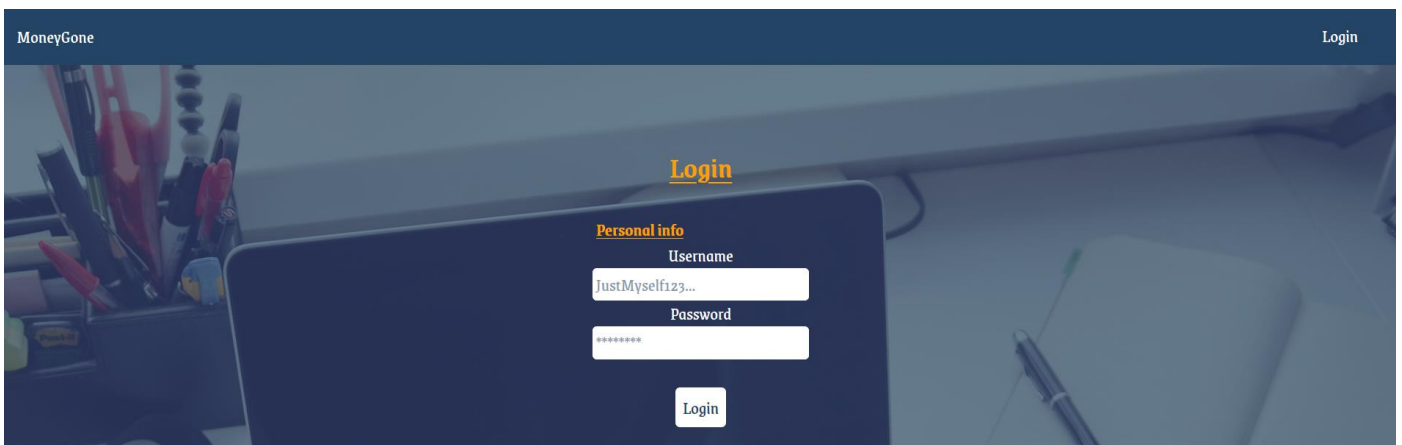 MoneyGone
Login
Login
Personal info
Username
JustMyself123...
Password
********
Login